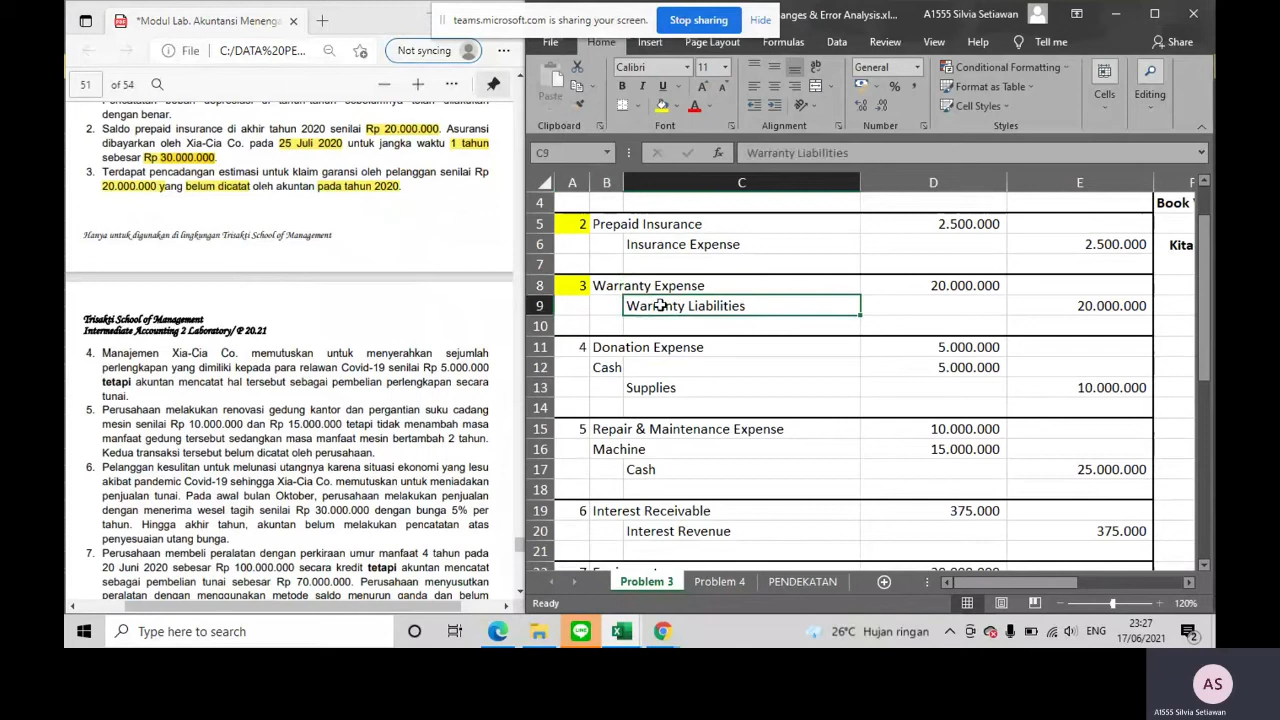 *Modul Lab. Akuntansi Menenga
teams.microsoft.com is sharing your screen.
Stop sharing
Hide
anges & Error Analysis.xl...
A1555 Silvia Setiawan
File
C:/DATA%20PE...
Not syncing
File
Home
Insert
Page Layout
Formulas
Data
Review
View
Help
Tell me
Share
51
of 54
Paste
Calibri
11
B
I
U
General
%
Conditional Formatting
Format as Table
Cell Styles
Cells
Editing
Clipboard
Font
Alignment
Number
Styles
C9
fx
Warranty Liabilities
dengan benar.
2. Saldo prepaid insurance di akhir tahun 2020 senilai Rp 20.000.000. Asuransi
dibayarkan oleh Xia-Cia Co. pada 25 Juli 2020 untuk jangka waktu 1 tahun
sebesar Rp 30.000.000.
3. Terdapat pencadangan estimasi untuk klaim garansi oleh pelanggan senilai Rp
20.000.000 yang belum dicatat oleh akuntan pada tahun 2020.
Hanya untuk digunakan di lingkungan Trisakti School of Management
Trisakti School of Management
Intermediate Accounting 2 Laboratory/ P 20.21
4. Manajemen Xia-Cia Co. memutuskan untuk menyerahkan sejumlah
perlengkapan yang dimiliki kepada para relawan Covid-19 senilai Rp 5.000.000
tetapi akuntan mencatat hal tersebut sebagai pembelian perlengkapan secara
tunai.
5. Perusahaan melakukan renovasi gedung kantor dan pergantian suku cadang
mesin senilai Rp 10.000.000 dan Rp 15.000.000 tetapi tidak menambah masa
manfaat gedung tersebut sedangkan masa manfaat mesin bertambah 2 tahun.
Kedua transaksi tersebut belum dicatat oleh perusahaan.
6. Pelanggan kesulitan untuk melunasi utangnya karena situasi ekonomi yang lesu
akibat pandemic Covid-19 sehingga Xia-Cia Co. memutuskan untuk meniadakan
penjualan tunai. Pada awal bulan Oktober, perusahaan melakukan penjualan
dengan menerima wesel tagih senilai Rp 30.000.000 dengan bunga 5% per
tahun. Hingga akhir tahun, akuntan belum melakukan pencatatan atas
penyesuaian utang bunga.
7. Perusahaan membeli peralatan dengan perkiraan umur manfaat 4 tahun pada
20 Juni 2020 sebesar Rp 100.000.000 secara kredit tetapi akuntan mencatat
sebagai pembelian tunai sebesar Rp 70.000.000. Perusahaan menyusutkan
peralatan dengan menggunakan metode saldo menurun ganda dan belum
A B C D E F
4 Book
5 2 Prepaid Insurance 2.500.000
6 Insurance Expense 2.500.000 Kita
7
8 3 Warranty Expense 20.000.000
9 Warranty Liabilities 20.000.000
10
11 4 Donation Expense 5.000.000
12 Cash 5.000.000
13 Supplies 10.000.000
14
15 5 Repair & Maintenance Expense 10.000.000
16 Machine 15.000.000
17 Cash 25.000.000
18
19 6 Interest Receivable 375.000
20 Interest Revenue 375.000
21
Problem 3
Problem 4
PENDEKATAN
Ready
120%
Type here to search
26°C Hujan ringan
ENG
23:27
17/06/2021
2
AS
A1555 Silvia Setiawan